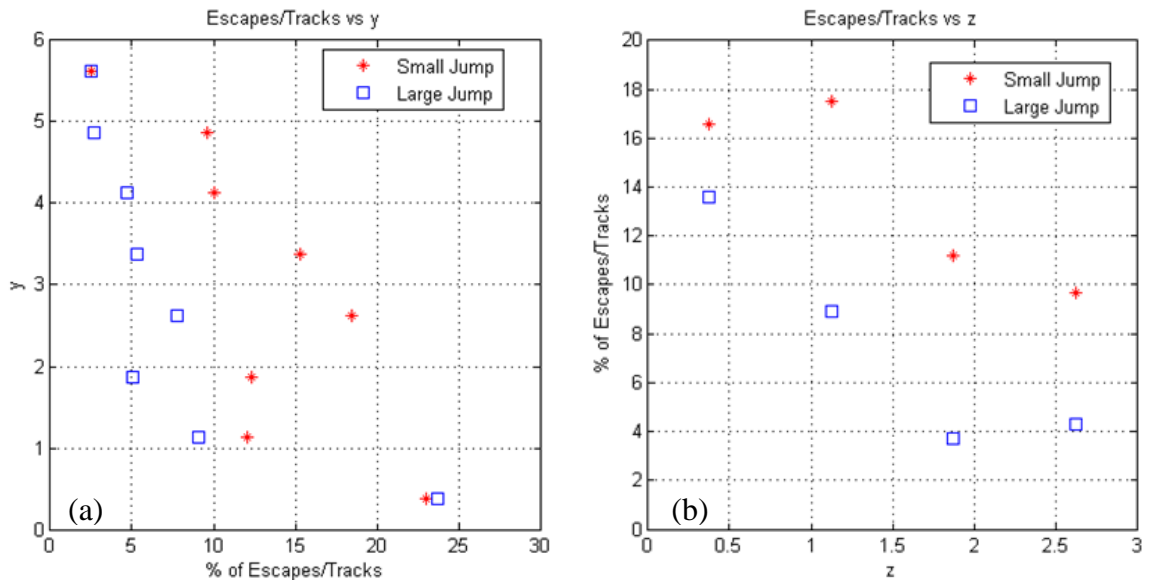 Escapes/Tracks vs y
6
5
4
3
2
1
0
y
Small Jump
Large Jump
(a)
0 5 10 15 20 25 30
% of Escapes/Tracks
Escapes/Tracks vs z
20
18
16
14
12
10
8
6
4
2
0
% of Escapes/Tracks
Small Jump
Large Jump
(b)
0 0.5 1 1.5 2 2.5 3
z